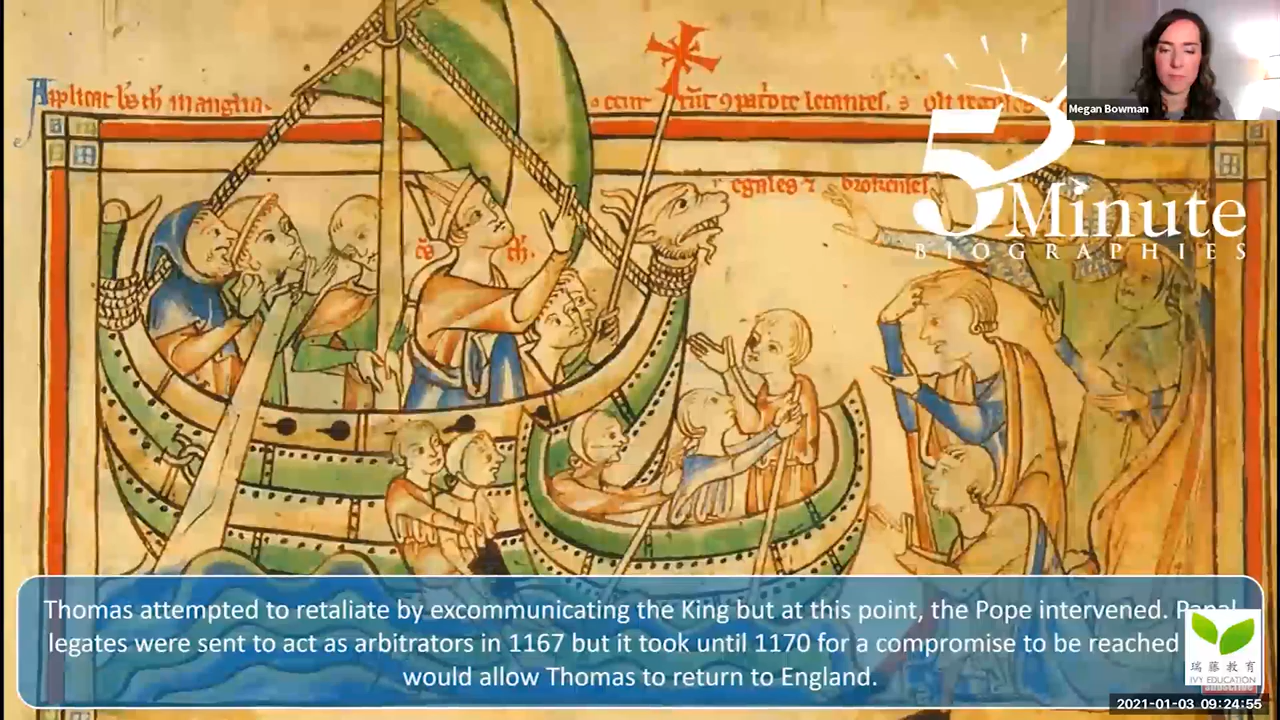 Megan Bowman
5 Minute
BIOGRAPHIES
Thomas attempted to retaliate by excommunicating the King but at this point, the Pope intervened. Papal
legates were sent to act as arbitrators in 1167 but it took until 1170 for a compromise to be reached
would allow Thomas to return to England.
瑞藤教育
IVY EDUCATION
2021-01-03 09:24:55